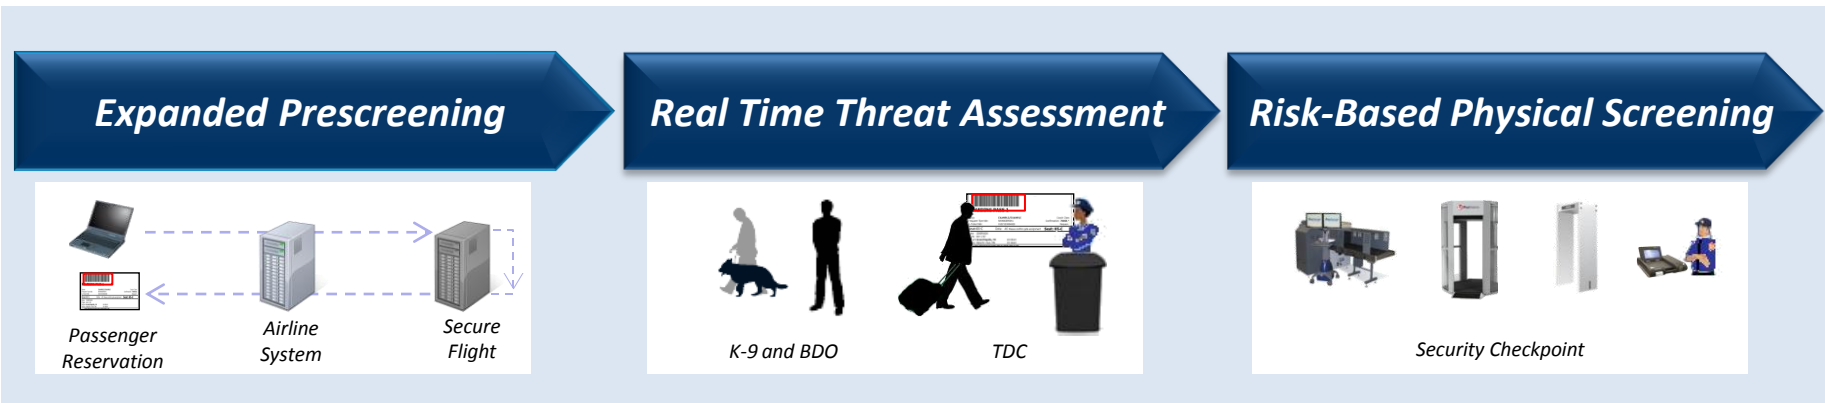 Expanded Prescreening
Real Time Threat Assessment
Risk-Based Physical Screening
Passenger
Reservation
Airline
System
Secure
Flight
K-9 and BDO
TDC
Security Checkpoint